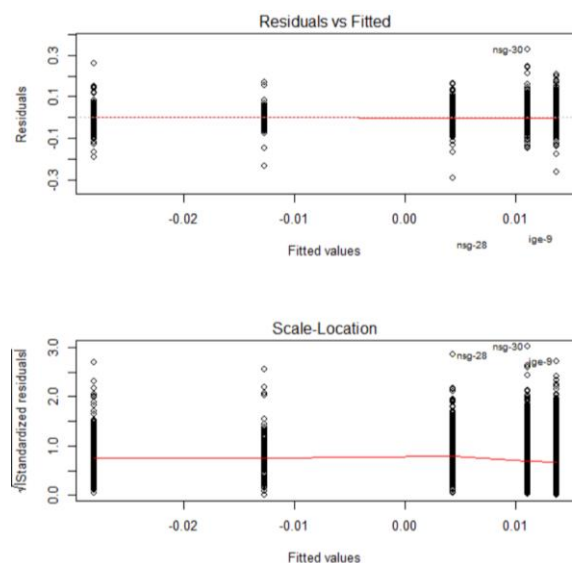 Residuals vs Fitted
Residuals
0.3
0.1
-0.1
-0.3
nsg-30
-0.02
-0.01
0.00
0.01
Fitted values
nsg-28
ige-9
Scale-Location
√|Standardized residuals|
3.0
2.0
1.0
0.0
nsg-28
nsg-30
ige-9
-0.02
-0.01
0.00
0.01
Fitted values